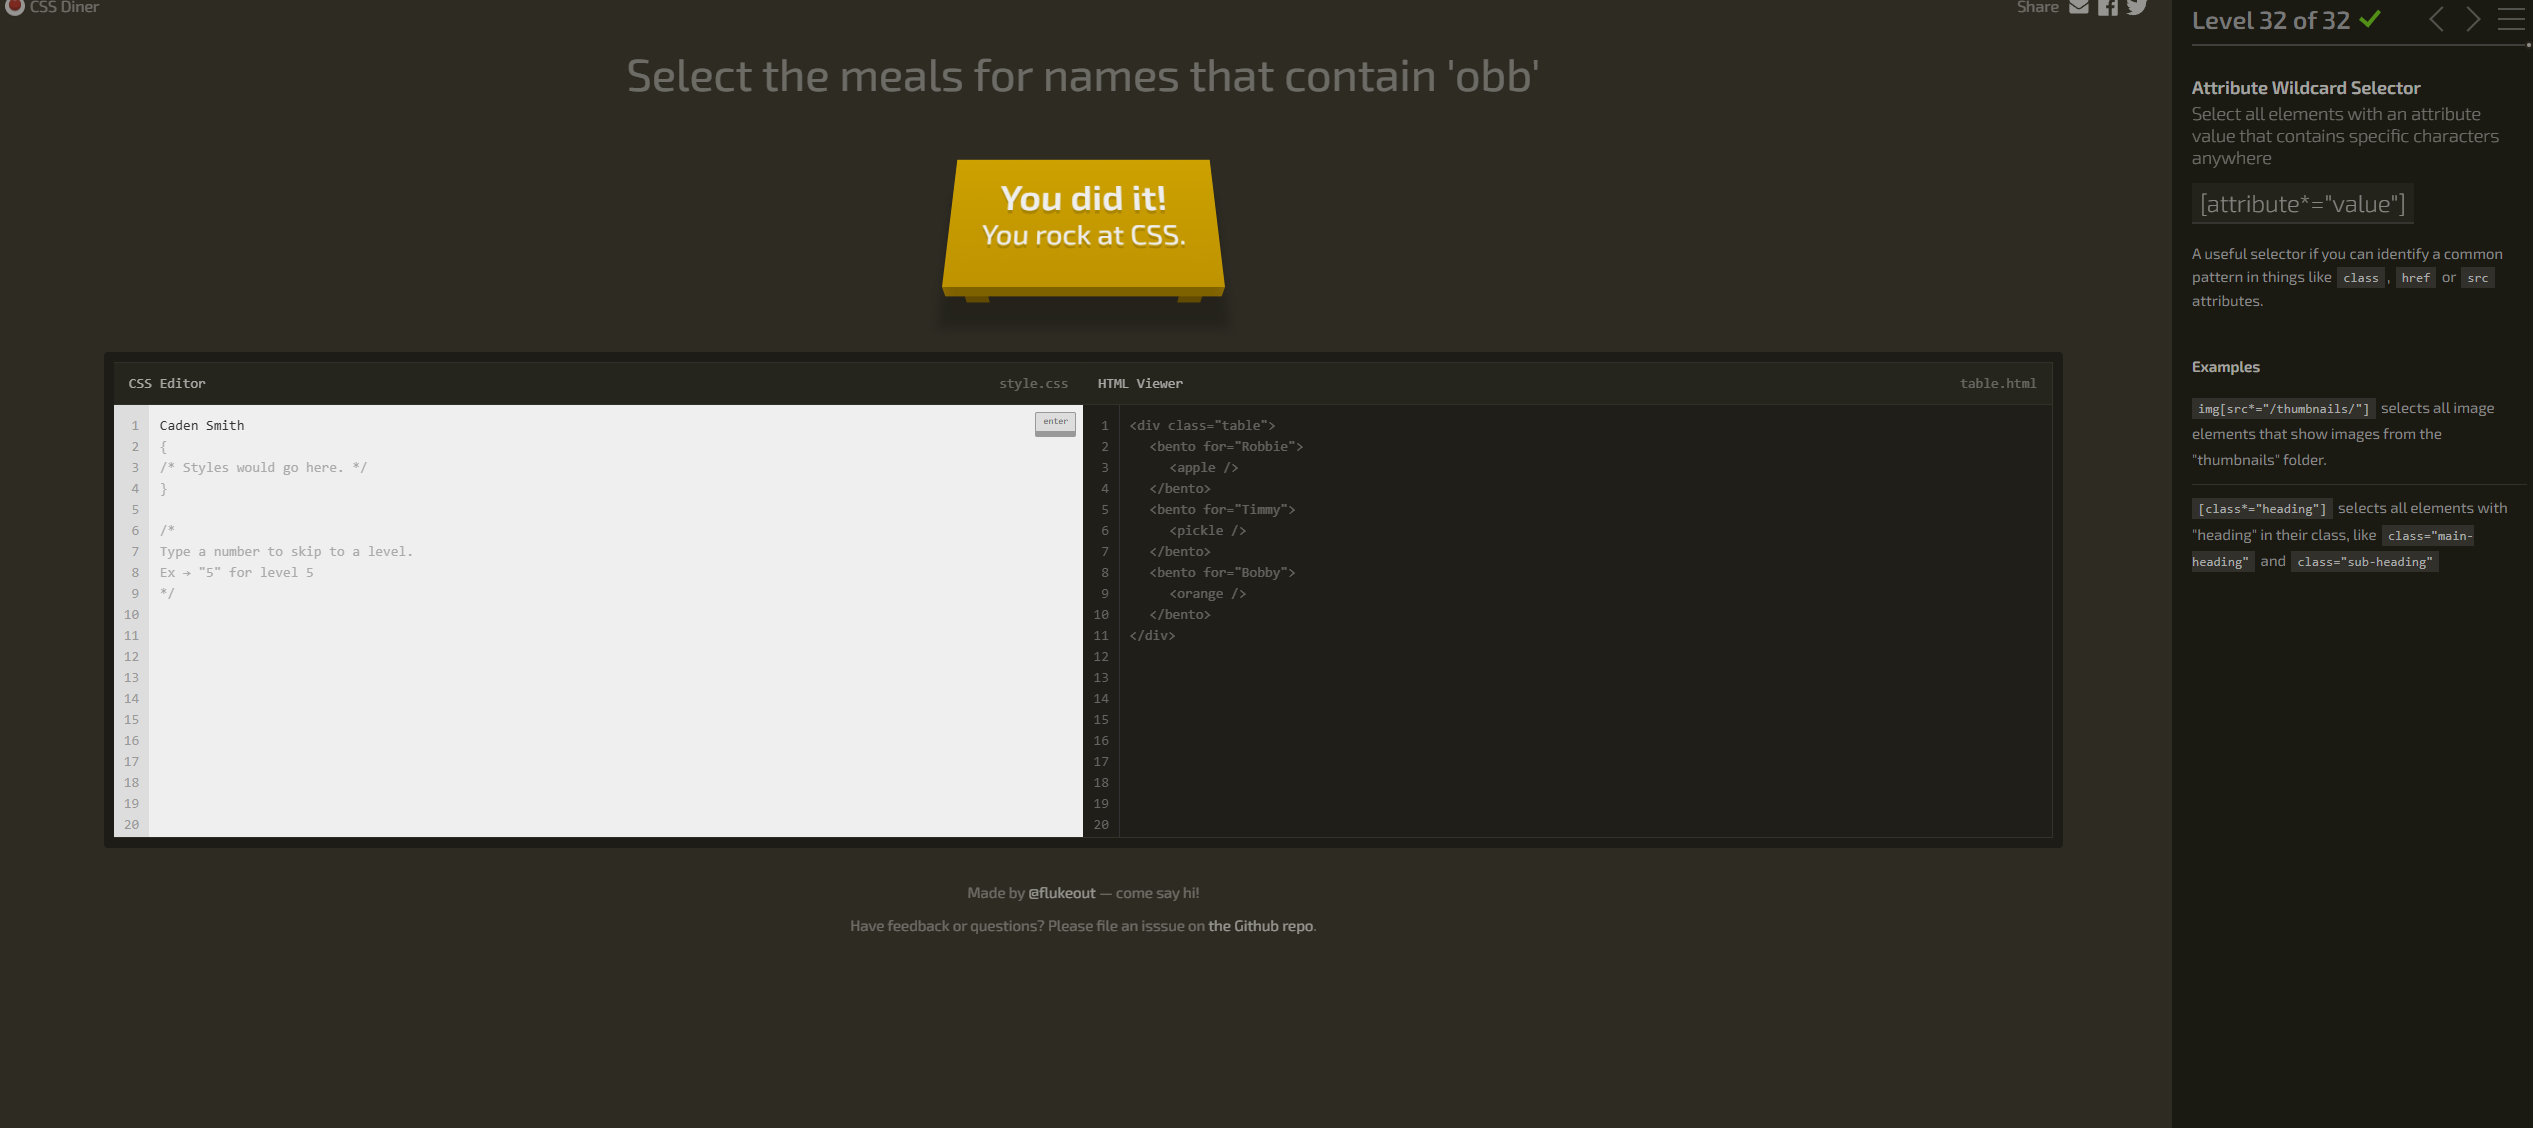 CSS Diner
Share
Select the meals for names that contain 'obb'
You did it!
You rock at CSS.
CSS Editor
style.css
1 Caden Smith
enter
2 {
3 /* Styles would go here. */
4 }
5
6 /*
7 Type a number to skip to a level.
8 Ex → "5" for level 5
9 */
10
11
12
13
14
15
16
17
18
19
20
HTML Viewer
table.html
1 <div class="table">
2 <bento for="Robbie">
3 <apple />
4 </bento>
5 <bento for="Timmy">
6 <pickle />
7 </bento>
8 <bento for="Bobby">
9 <orange />
10 </bento>
11 </div>
12
13
14
15
16
17
18
19
20
Made by @flukeout — come say hi!
Have feedback or questions? Please file an isssue on the Github repo.
Level 32 of 32
Attribute Wildcard Selector
Select all elements with an attribute
value that contains specific characters
anywhere
[attribute*="value"]
A useful selector if you can identify a common
pattern in things like class , href or src
attributes.
Examples
img[src*="/thumbnails/"] selects all image
elements that show images from the
"thumbnails" folder.
[class*="heading"] selects all elements with
"heading" in their class, like class="main-
heading" and class="sub-heading"